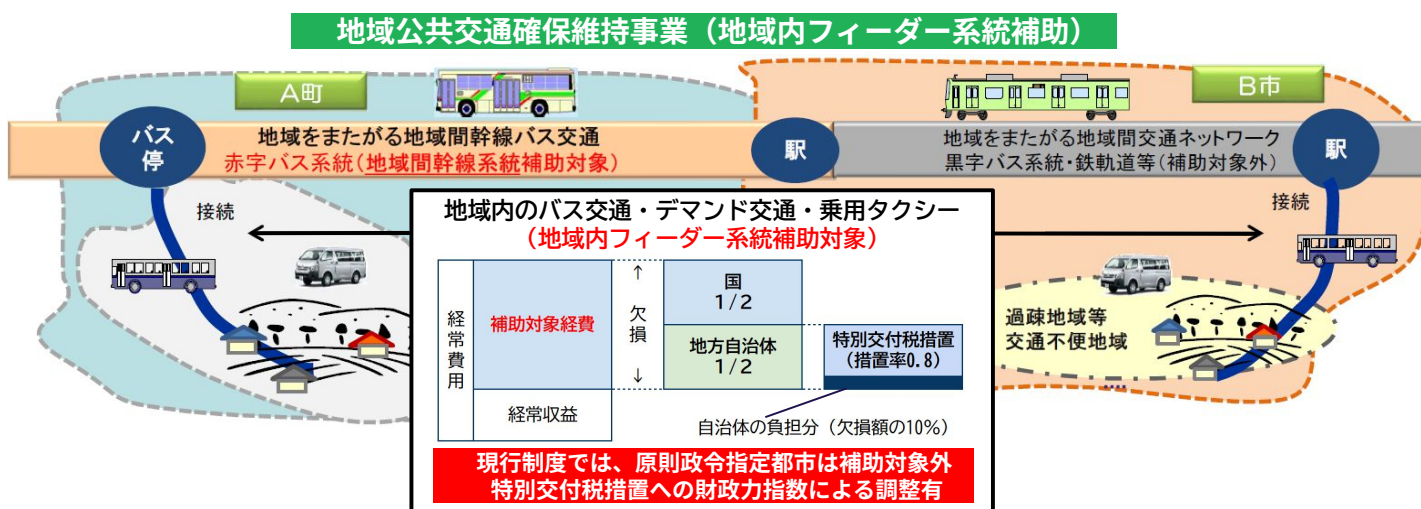 地域公共交通確保維持事業（地域内フィーダー系統補助）
A町
B市
バス
停
地域をまたがる地域間幹線バス交通
赤字バス系統（地域間幹線系統補助対象）
駅
地域をまたがる地域間交通ネットワーク
黒字バス系統・鉄軌道等（補助対象外）
駅
接続
接続
地域内のバス交通・デマンド交通・乗用タクシー
（地域内フィーダー系統補助対象）
経常費用
補助対象経費
↑
欠損
↓
国
1/2
地方自治体
1/2
特別交付税措置
（措置率0.8）
経常収益
自治体の負担分（欠損額の10%）
過疎地域等
交通不便地域
現行制度では、原則政令指定都市は補助対象外
特別交付税措置への財政力指数による調整有